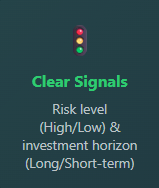 Clear Signals
Risk level
(High/Low) &
investment horizon
(Long/Short-term)